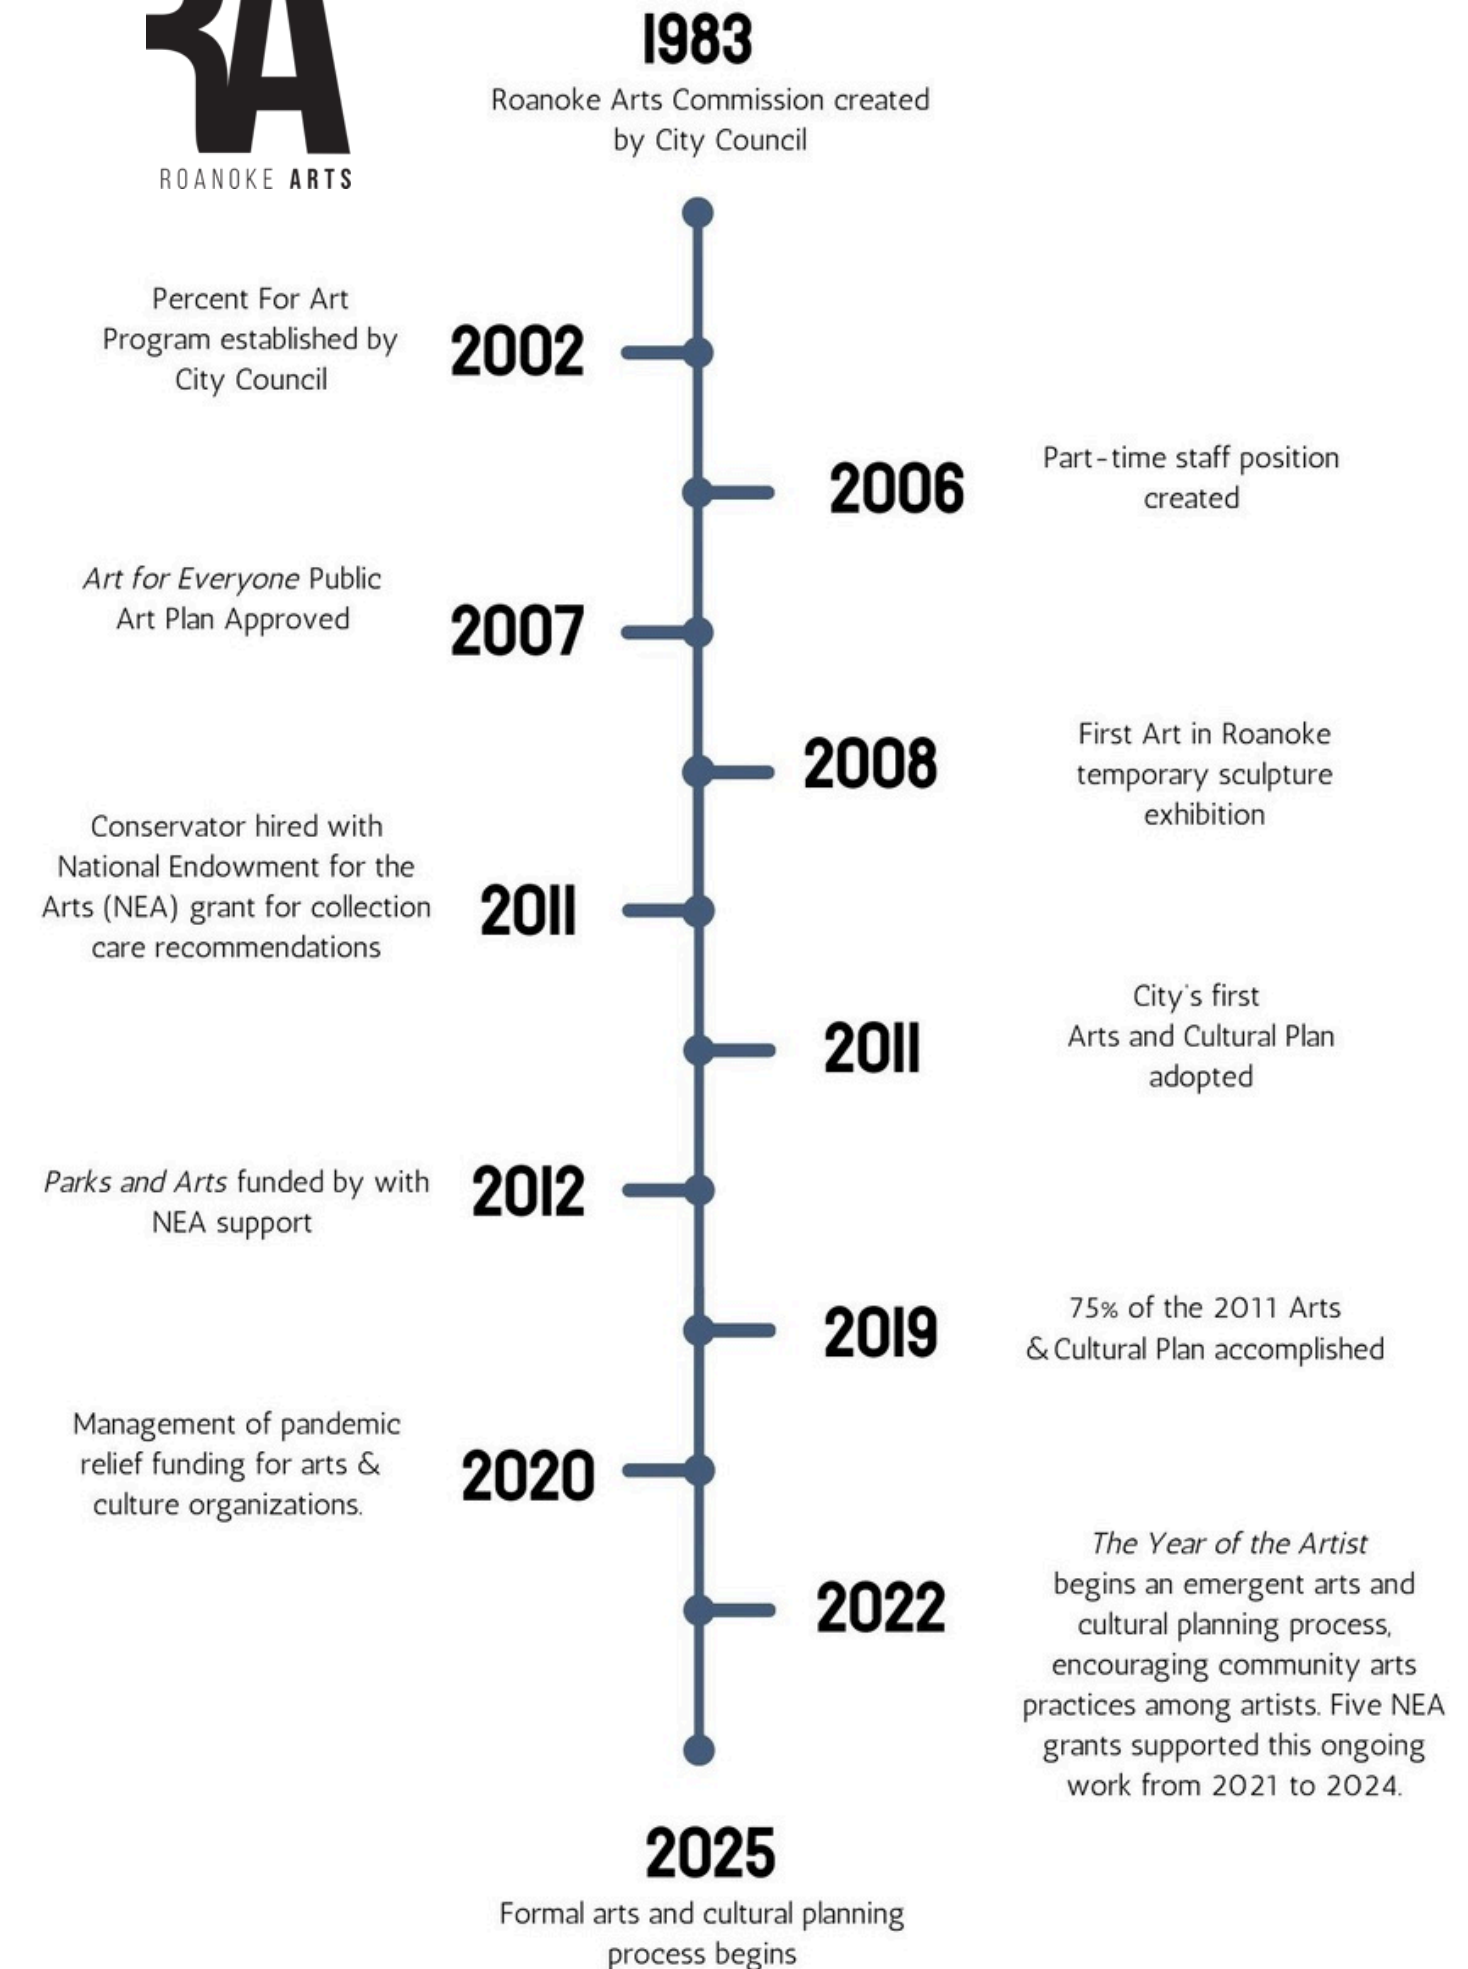 RA
ROANOKE ARTS
1983
Roanoke Arts Commission created
by City Council
Percent For Art
Program established by
City Council
2002
2006
Part-time staff position
created
Art for Everyone Public
Art Plan Approved
2007
2008
First Art in Roanoke
temporary sculpture
exhibition
Conservator hired with
National Endowment for the
Arts (NEA) grant for collection
care recommendations
2011
2011
City's first
Arts and Cultural Plan
adopted
Parks and Arts funded by with
NEA support
2012
2019
75% of the 2011 Arts
& Cultural Plan accomplished
Management of pandemic
relief funding for arts &
culture organizations.
2020
2022
The Year of the Artist
begins an emergent arts and
cultural planning process,
encouraging community arts
practices among artists. Five NEA
grants supported this ongoing
work from 2021 to 2024.
2025
Formal arts and cultural planning
process begins